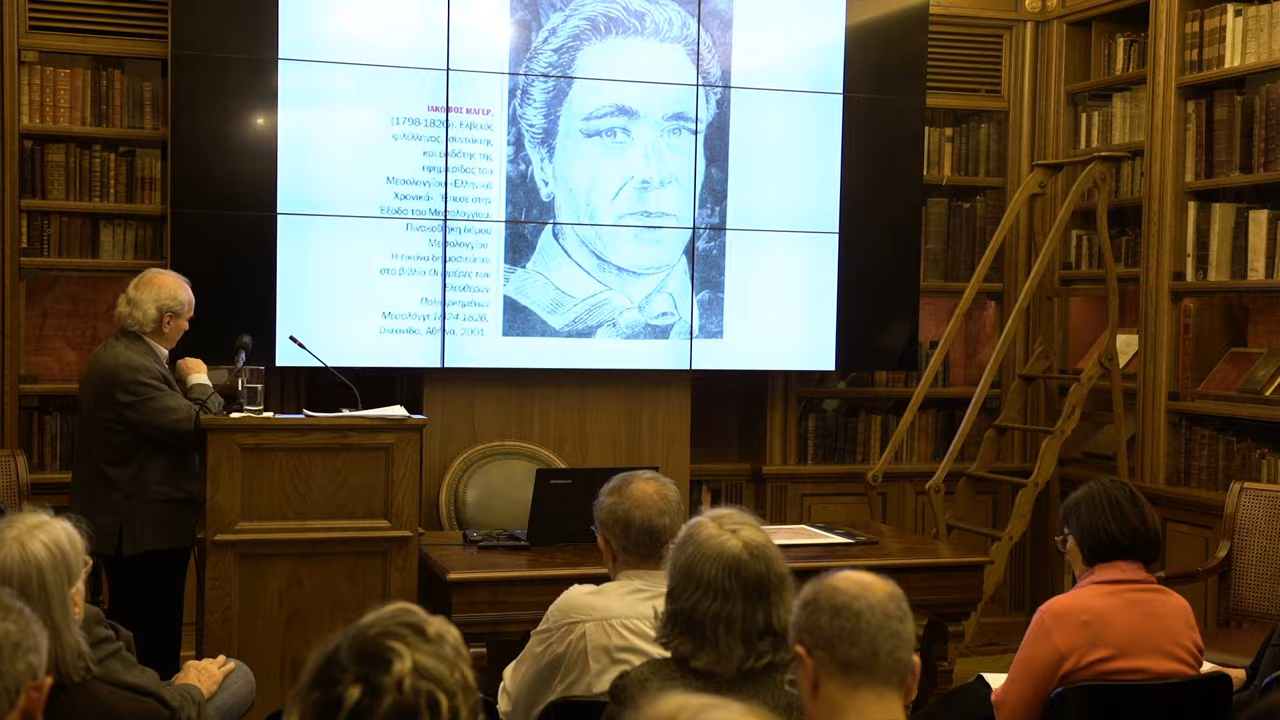 ΙΑΚΩΒΟΣ ΜΑΓΕΡ.
(1798-1826). Ελβετός
φιλέλληνας, συντάκτης
και εκδότης της
εφημερίδας του
Μεσολογγίου «Ελληνικά
Χρονικά». Έπεσε στην
Έξοδο του Μεσολογγίου.
Πινακοθήκη δήμου
Μεσολογγίου.
Η εικόνα δημοσιεύεται
στο βιβλίο Οι ημέρες των
Ελεύθερων
Πολιορκημένων
Μεσολόγγι 1824-1826,
Ωκεανίδα, Αθήνα, 2001.